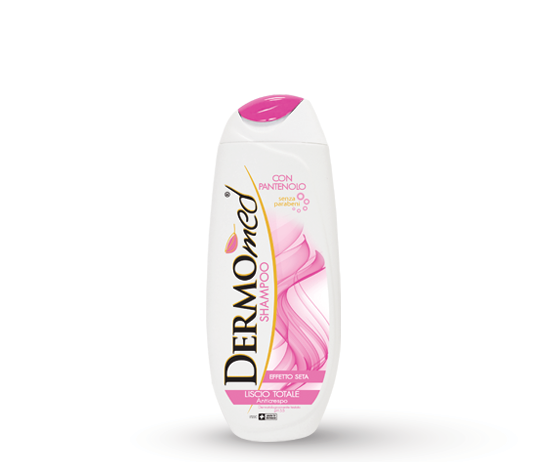 CON
PANTENOLO
senza
parabeni
DERMOmed®
SHAMPOO
EFFETTO SETA
LISCIO TOTALE
Anticrespo